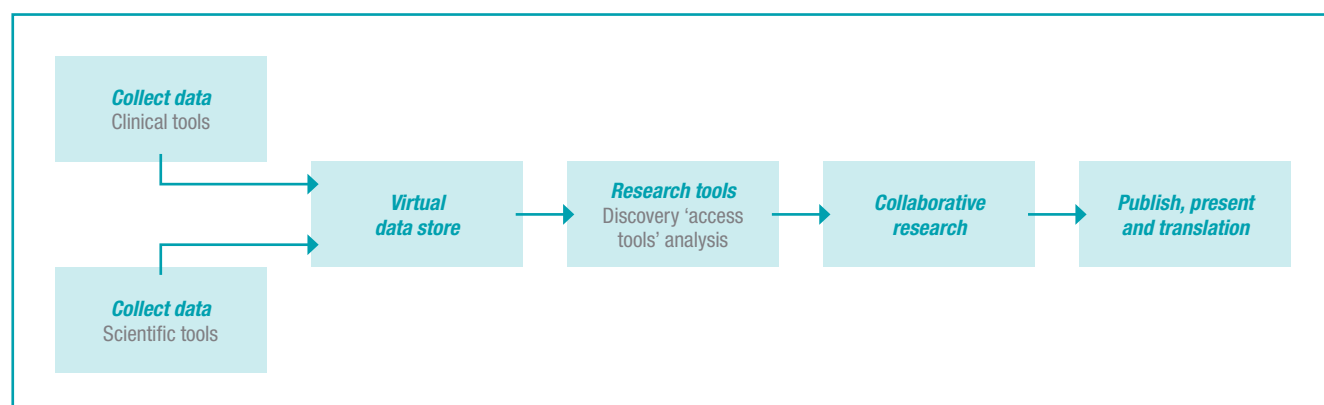 Collect data
Clinical tools
Collect data
Scientific tools
Virtual
data store
Research tools
Discovery ‘access
tools’ analysis
Collaborative
research
Publish, present
and translation